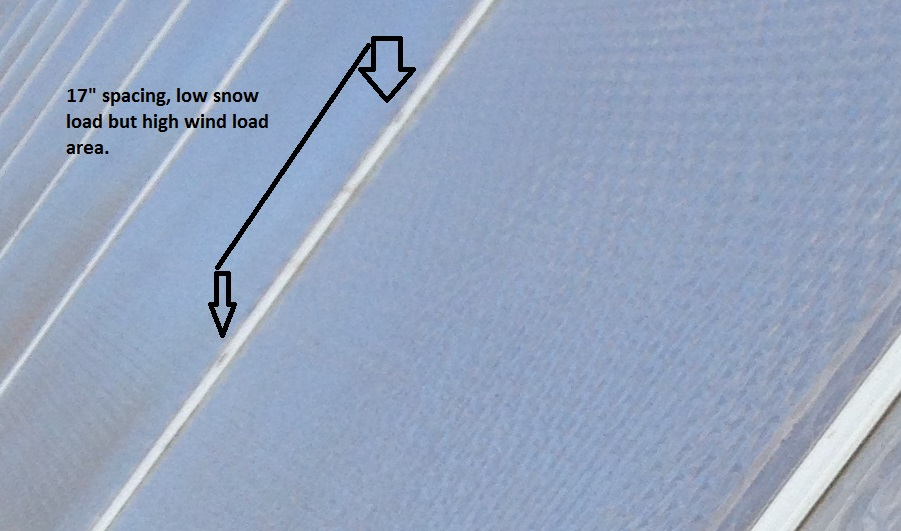 17" spacing, low snow
load but high wind load
area.